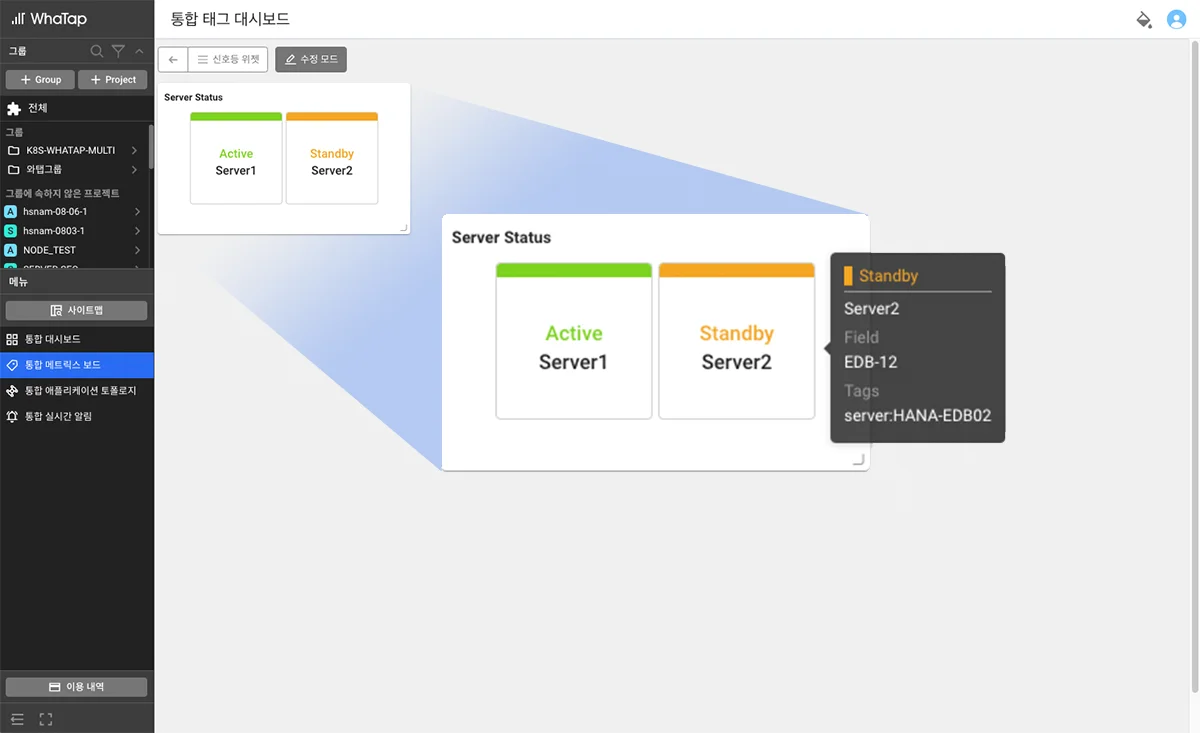 WhaTap
통합 태그 대시보드
그룹
Group
Project
전체
그룹
K8S-WHATAP-MULTI
와탭그룹
그룹에 속하지 않은 프로젝트
A hsnam-08-06-1
S hsnam-0803-1
A NODE_TEST
메뉴
사이트맵
통합 대시보드
통합 메트릭스 보드
통합 애플리케이션 토폴로지
통합 실시간 알림
이용 내역
신호등 위젯
수정 모드
Server Status
Active
Server1
Standby
Server2
Server Status
Active
Server1
Standby
Server2
Standby
Server2
Field
EDB-12
Tags
server:HANA-EDB02